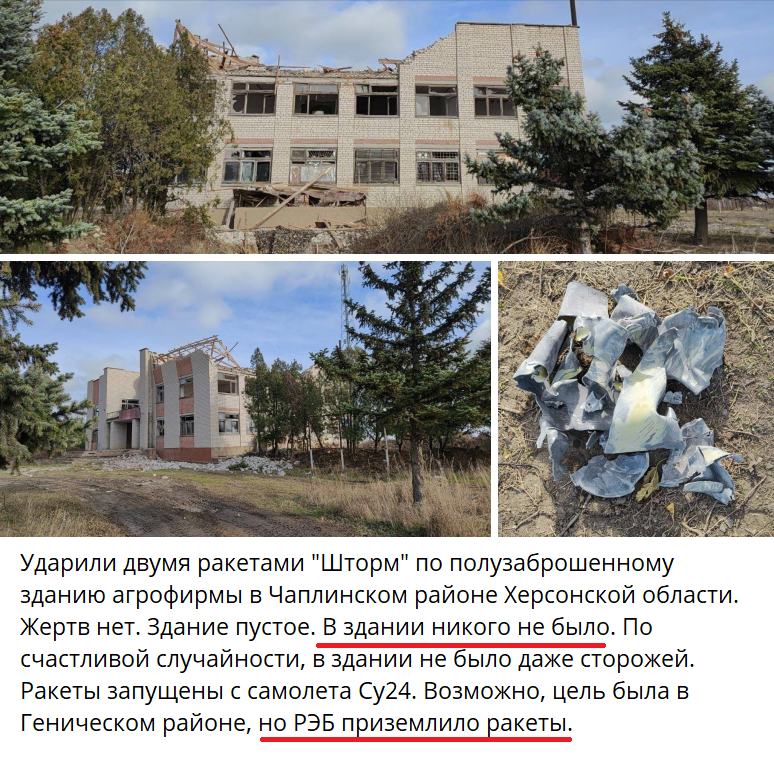 Ударили двумя ракетами "Шторм" по полузаброшенному
зданию агрофирмы в Чаплинском районе Херсонской области.
Жертв нет. Здание пустое. В здании никого не было. По
счастливой случайности, в здании не было даже сторожей.
Ракеты запущены с самолета Су24. Возможно, цель была в
Геническом районе, но РЭБ приземлило ракеты.